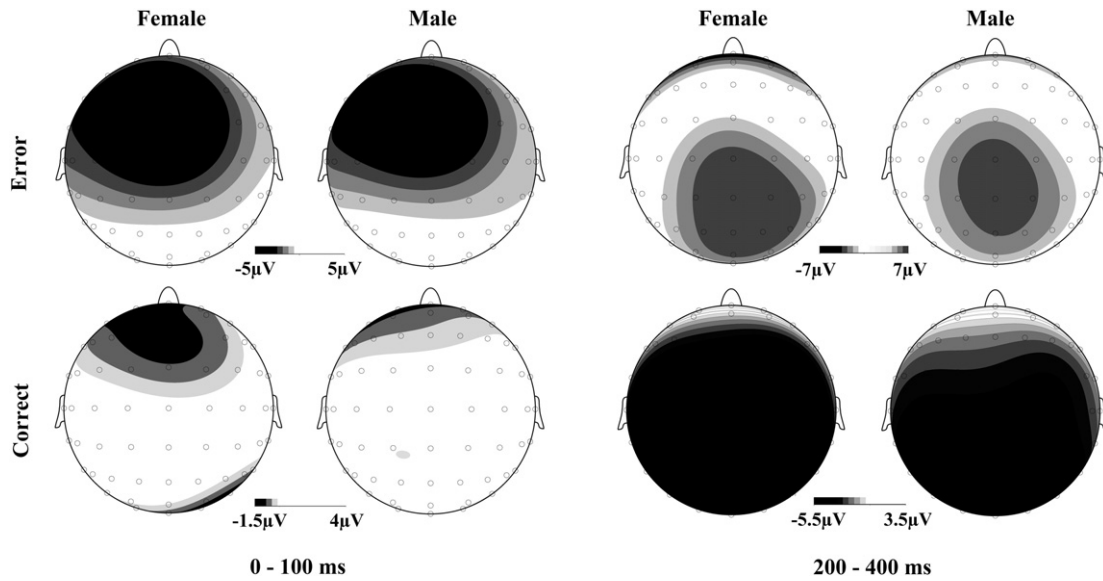 Female Male Female Male
Error
-5µV 5µV -7µV 7µV
Correct
-1.5µV 4µV -5.5µV 3.5µV
0 - 100 ms 200 - 400 ms